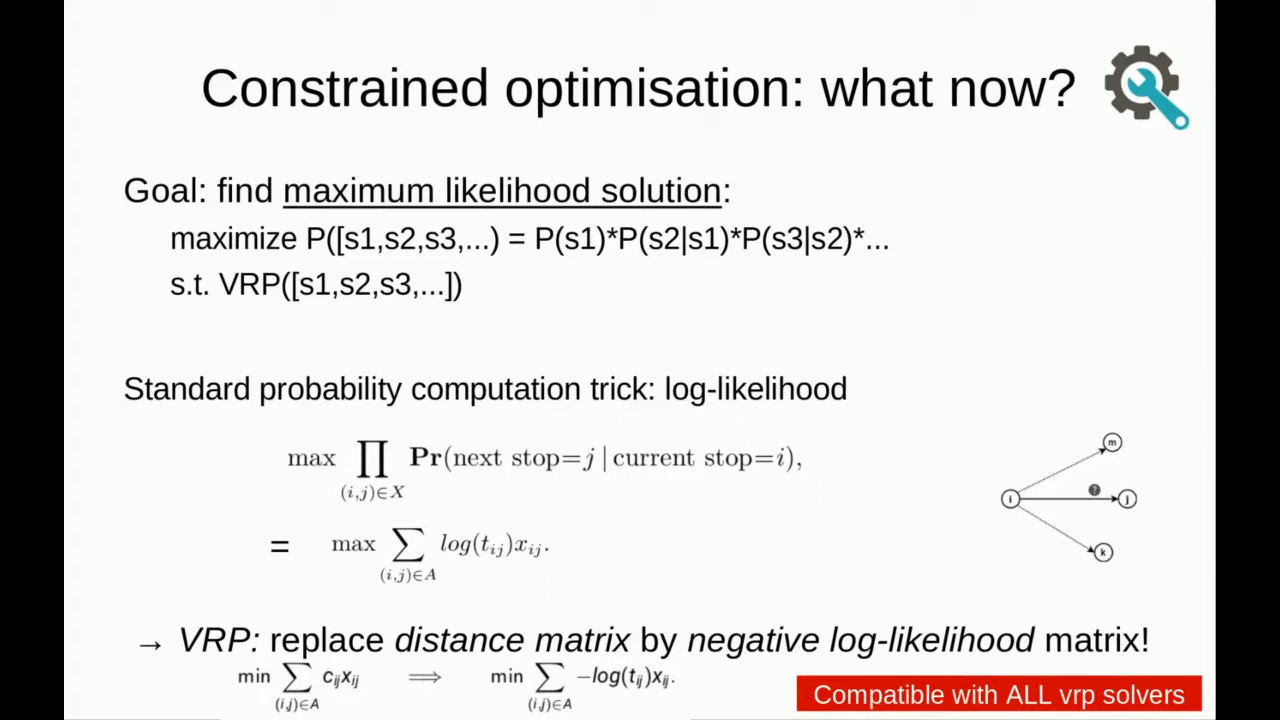 Constrained optimisation: what now?
Goal: find maximum likelihood solution:
maximize P([s1,s2,s3,...) = P(s1)*P(s2|s1)*P(s3|s2)*...
s.t. VRP([s1,s2,s3,...])
Standard probability computation trick: log-likelihood
max ∏ Pr(next stop=j | current stop=i),
(i,j)∈X
= max ∑ log(t_ij)x_ij.
(i,j)∈A
m
i
?
j
k
→ VRP: replace distance matrix by negative log-likelihood matrix!
min ∑ c_ij x_ij ⟹ min ∑ −log(t_ij)x_ij.
(i,j)∈A (i,j)∈A
Compatible with ALL vrp solvers